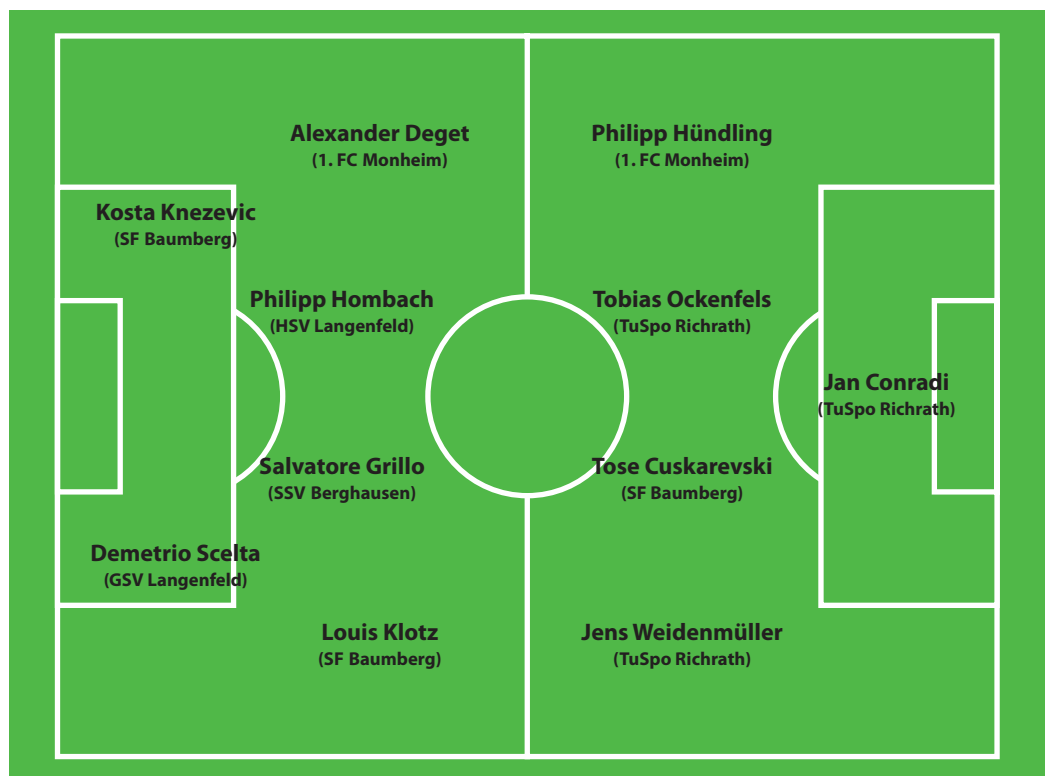 Alexander Deget
(1. FC Monheim)
Philipp Hündling
(1. FC Monheim)
Kosta Knezevic
(SF Baumberg)
Philipp Hombach
(HSV Langenfeld)
Tobias Ockenfels
(TuSpo Richrath)
Jan Conradi
(TuSpo Richrath)
Salvatore Grillo
(SSV Berghausen)
Tose Cuskarevski
(SF Baumberg)
Demetrio Scelta
(GSV Langenfeld)
Louis Klotz
(SF Baumberg)
Jens Weidenmüller
(TuSpo Richrath)